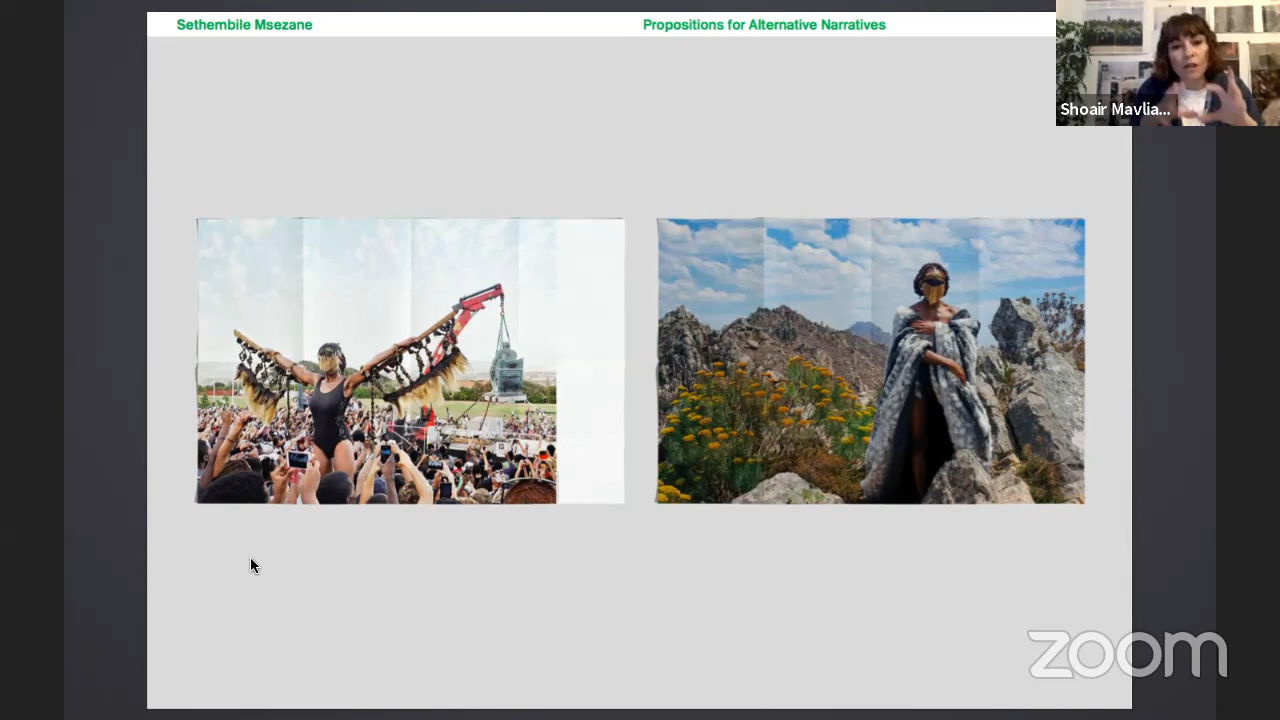 Sethembile Msezane
Propositions for Alternative Narratives
Shoair Mavlia...
zoom